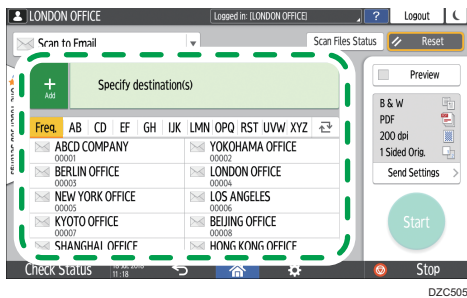 LONDON OFFICE
Logged in: [LONDON OFFICE]
?
Logout
Scan to Email
Scan Files Status
Reset
Add
Specify destination(s)
Preview
Freq. AB CD EF GH IJK LMN OPQ RST UVW XYZ
B & W
PDF
200 dpi
1 Sided Orig.
Send Settings
ABCD COMPANY
00001
YOKOHAMA OFFICE
00002
BERLIN OFFICE
00003
LONDON OFFICE
00004
NEW YORK OFFICE
00005
LOS ANGELES
00006
KYOTO OFFICE
00007
BEIJING OFFICE
00008
SHANGHAI OFFICE
HONG KONG OFFICE
Start
Check Status
11:18
Stop
DZC505